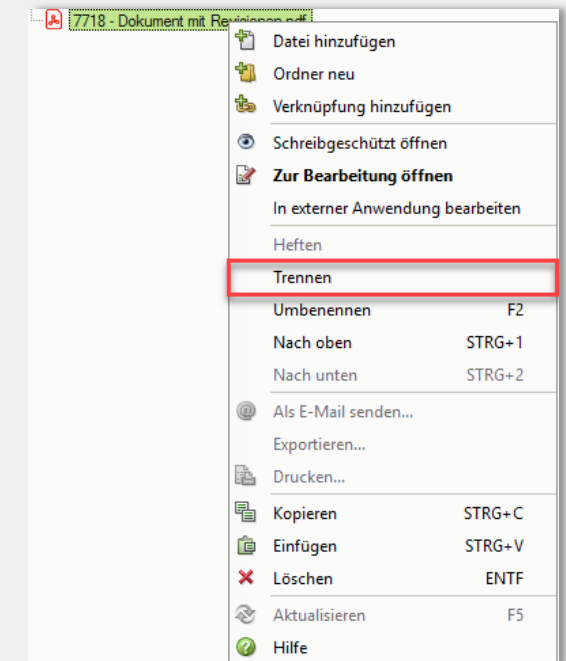 7718 - Dokument mit Revisionen.pdf
Datei hinzufügen
Ordner neu
Verknüpfung hinzufügen
Schreibgeschützt öffnen
Zur Bearbeitung öffnen
In externer Anwendung bearbeiten
Heften
Trennen
Umbenennen F2
Nach oben STRG+1
Nach unten STRG+2
Als E-Mail senden...
Exportieren...
Drucken...
Kopieren STRG+C
Einfügen STRG+V
Löschen ENTF
Aktualisieren F5
Hilfe